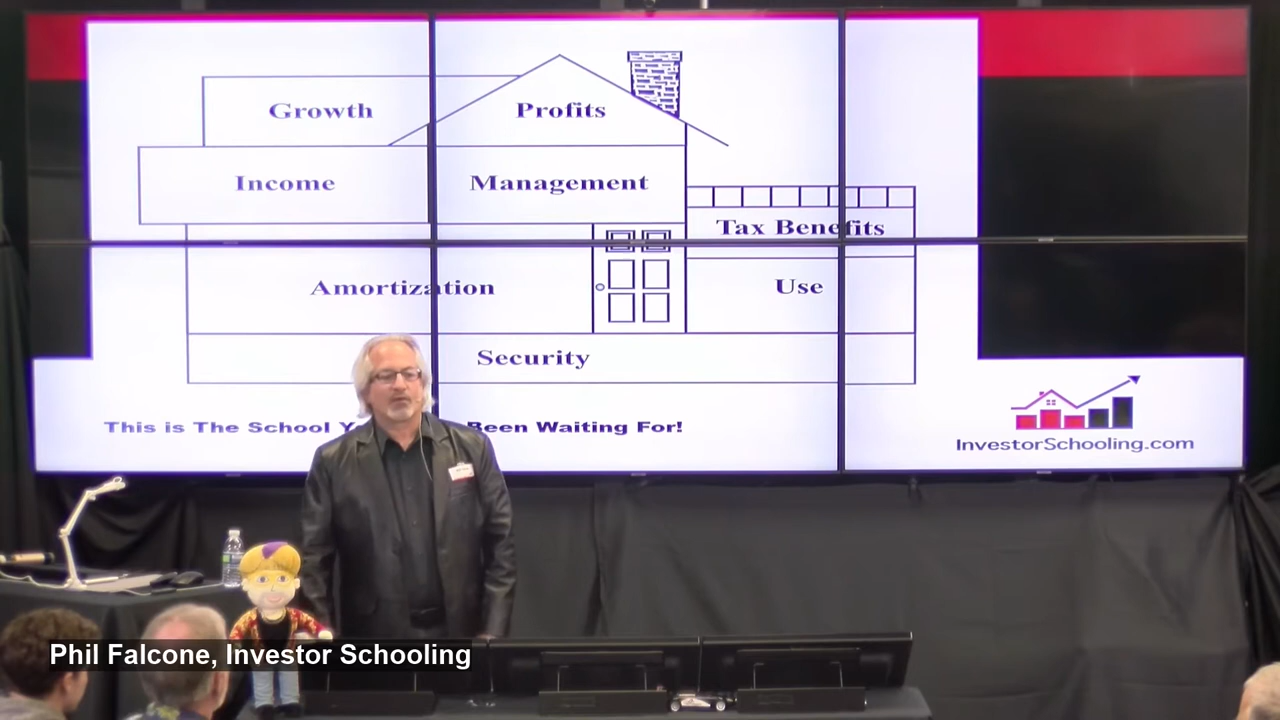 Growth
Profits
Income
Management
Tax Benefits
Amortization
Use
Security
This is The School Y
Been Waiting For!
InvestorSchooling.com
Phil Falcone, Investor Schooling